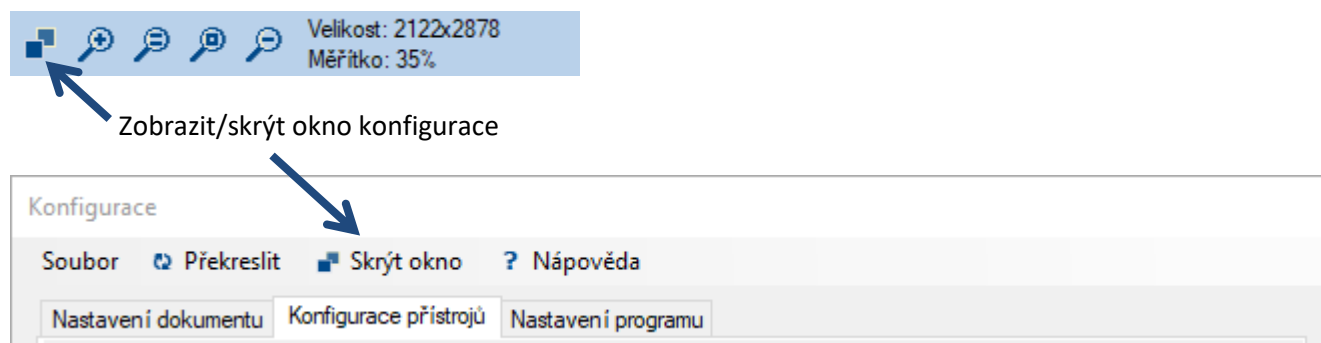 Velikost: 2122x2878
Měřítko: 35%
Zobrazit/skrýt okno konfigurace
Konfigurace
Soubor Překreslit Skrýt okno ? Nápověda
Nastavení dokumentu Konfigurace přístrojů Nastavení programu